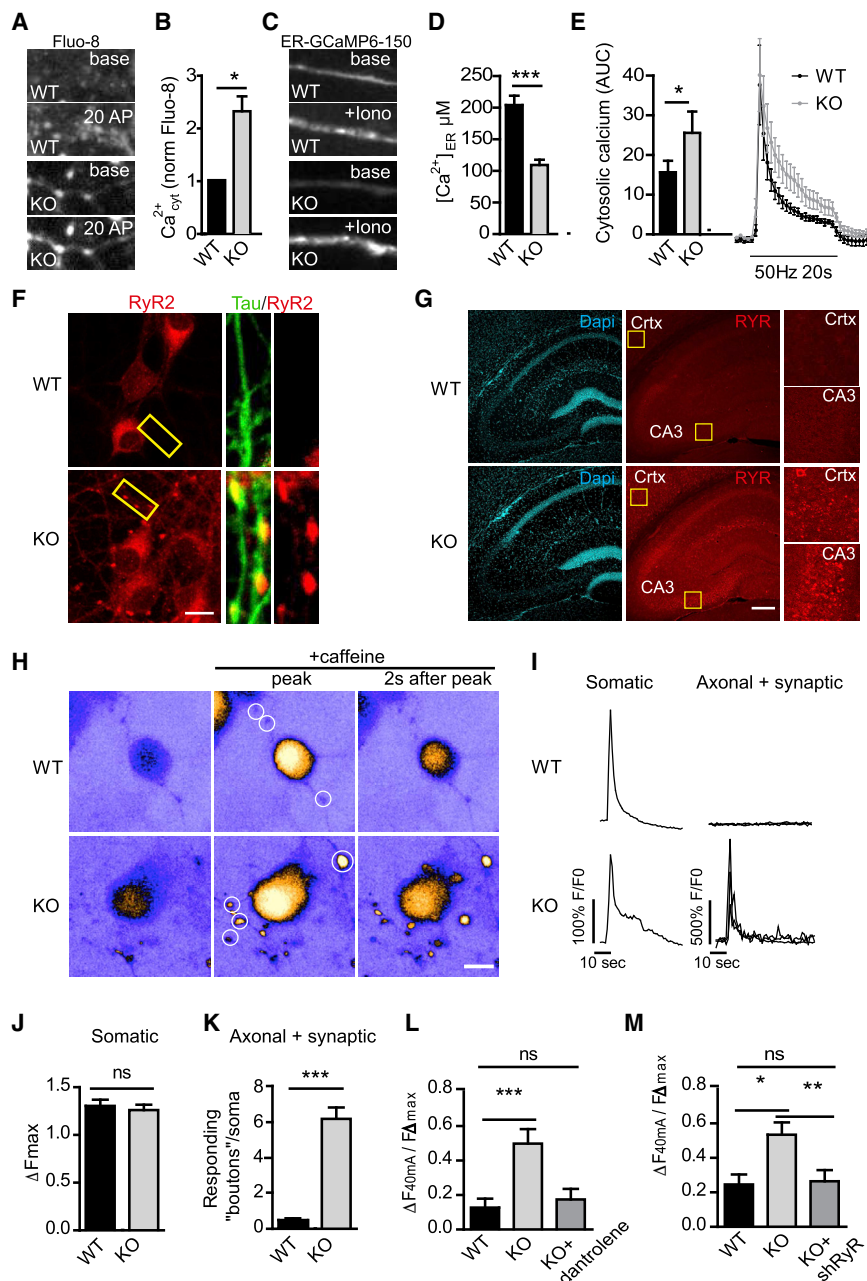 A
Fluo-8
base
WT
20 AP
WT
base
KO
20 AP
KO
B
Ca2+cyt (norm Fluo-8)
3
2
1
0
*
WT
KO
C
ER-GCaMP6-150
base
WT
+Iono
WT
base
KO
+Iono
KO
D
[Ca2+]ER µM
250
200
150
100
50
0
***
WT
KO
E
Cytosolic calcium (AUC)
40
30
20
10
0
*
WT
KO
WT
KO
50Hz 20s
F
RyR2
Tau/RyR2
WT
KO
G
Dapi
Crtx
RYR
Crtx
WT
CA3
CA3
Dapi
Crtx
RYR
Crtx
KO
CA3
CA3
H
+caffeine
peak
2s after peak
WT
KO
I
Somatic
Axonal + synaptic
WT
KO
100% F/F0
10 sec
500% F/F0
10 sec
J
Somatic
ΔFmax
1.5
1.0
0.5
0.0
ns
WT
KO
K
Axonal + synaptic
Responding
"boutons"/soma
8
6
4
2
0
***
WT
KO
L
ΔF40mA / FΔmax
0.8
0.6
0.4
0.2
0.0
ns
***
WT
KO
KO+
dantrolene
M
ΔF40mA / FΔmax
0.8
0.6
0.4
0.2
0.0
ns
*
**
WT
KO
KO+
shRyR